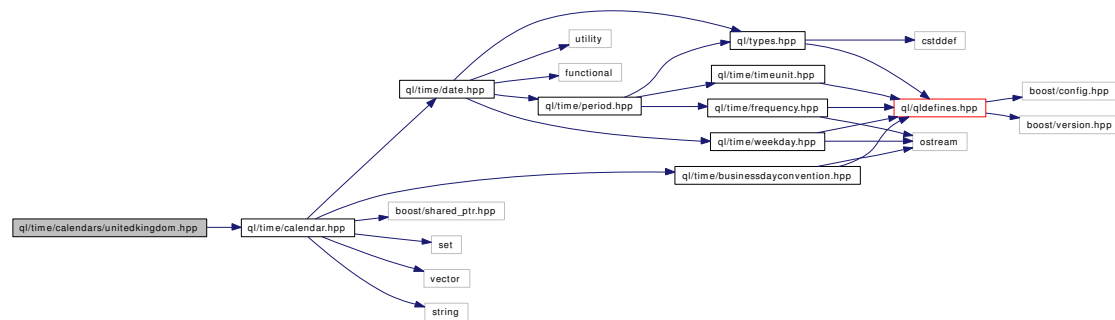 ql/types.hpp
cstddef
utility
functional
ql/time/timeunit.hpp
ql/time/date.hpp
boost/config.hpp
ql/time/period.hpp
ql/time/frequency.hpp
ql/qldefines.hpp
boost/version.hpp
ql/time/weekday.hpp
ostream
ql/time/businessdayconvention.hpp
boost/shared_ptr.hpp
ql/time/calendars/unitedkingdom.hpp
ql/time/calendar.hpp
set
vector
string